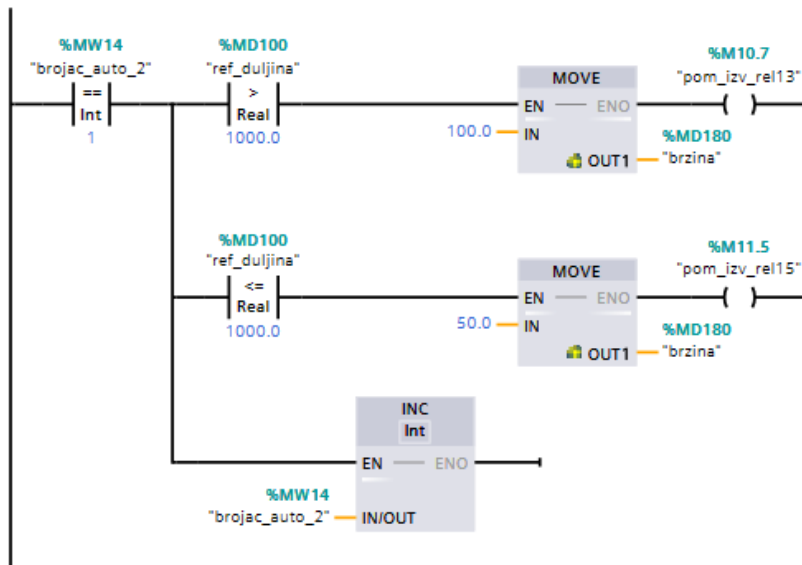 %MW14
"brojac_auto_2"
==
Int
1
%MD100
"ref_duljina"
>
Real
1000.0
MOVE
EN
ENO
100.0
IN
OUT1
%M10.7
"pom_izv_rel13"
( )
%MD180
"brzina"
%MD100
"ref_duljina"
<=
Real
1000.0
MOVE
EN
ENO
50.0
IN
OUT1
%M11.5
"pom_izv_rel15"
( )
%MD180
"brzina"
INC
Int
EN
ENO
%MW14
"brojac_auto_2"
IN/OUT